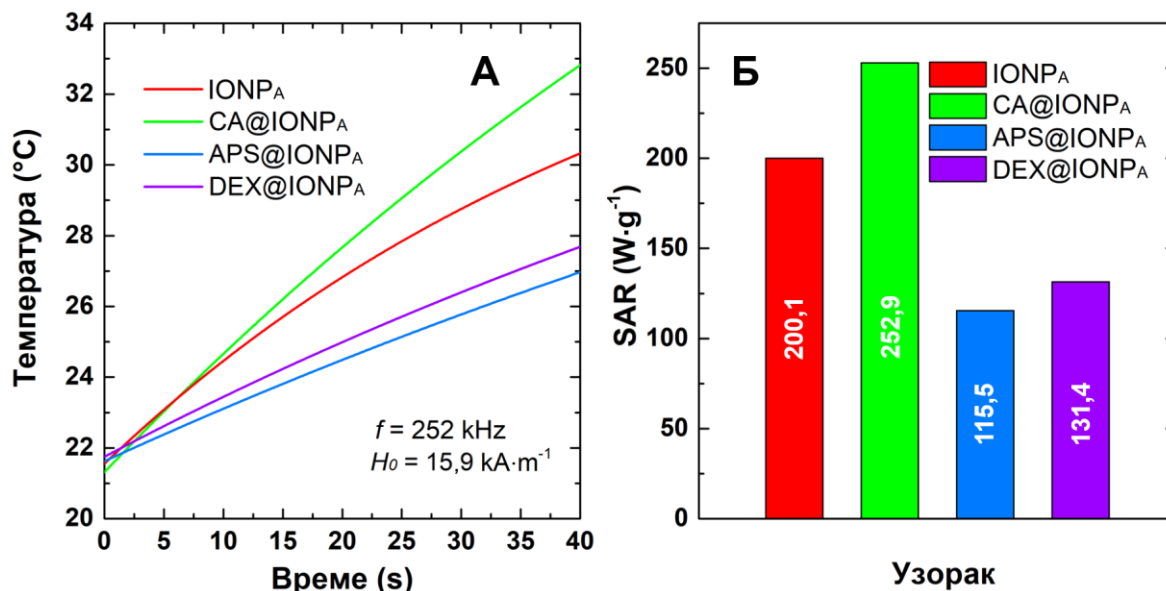 А
IONPA
CA@IONPA
APS@IONPA
DEX@IONPA
f = 252 kHz
H0 = 15,9 kA·m-1
34
32
30
28
26
24
22
20
Температура (°C)
0 5 10 15 20 25 30 35 40
Време (s)
Б
IONPA
CA@IONPA
APS@IONPA
DEX@IONPA
250
200
150
100
50
0
SAR (W·g-1)
200,1
252,9
115,5
131,4
Узорак